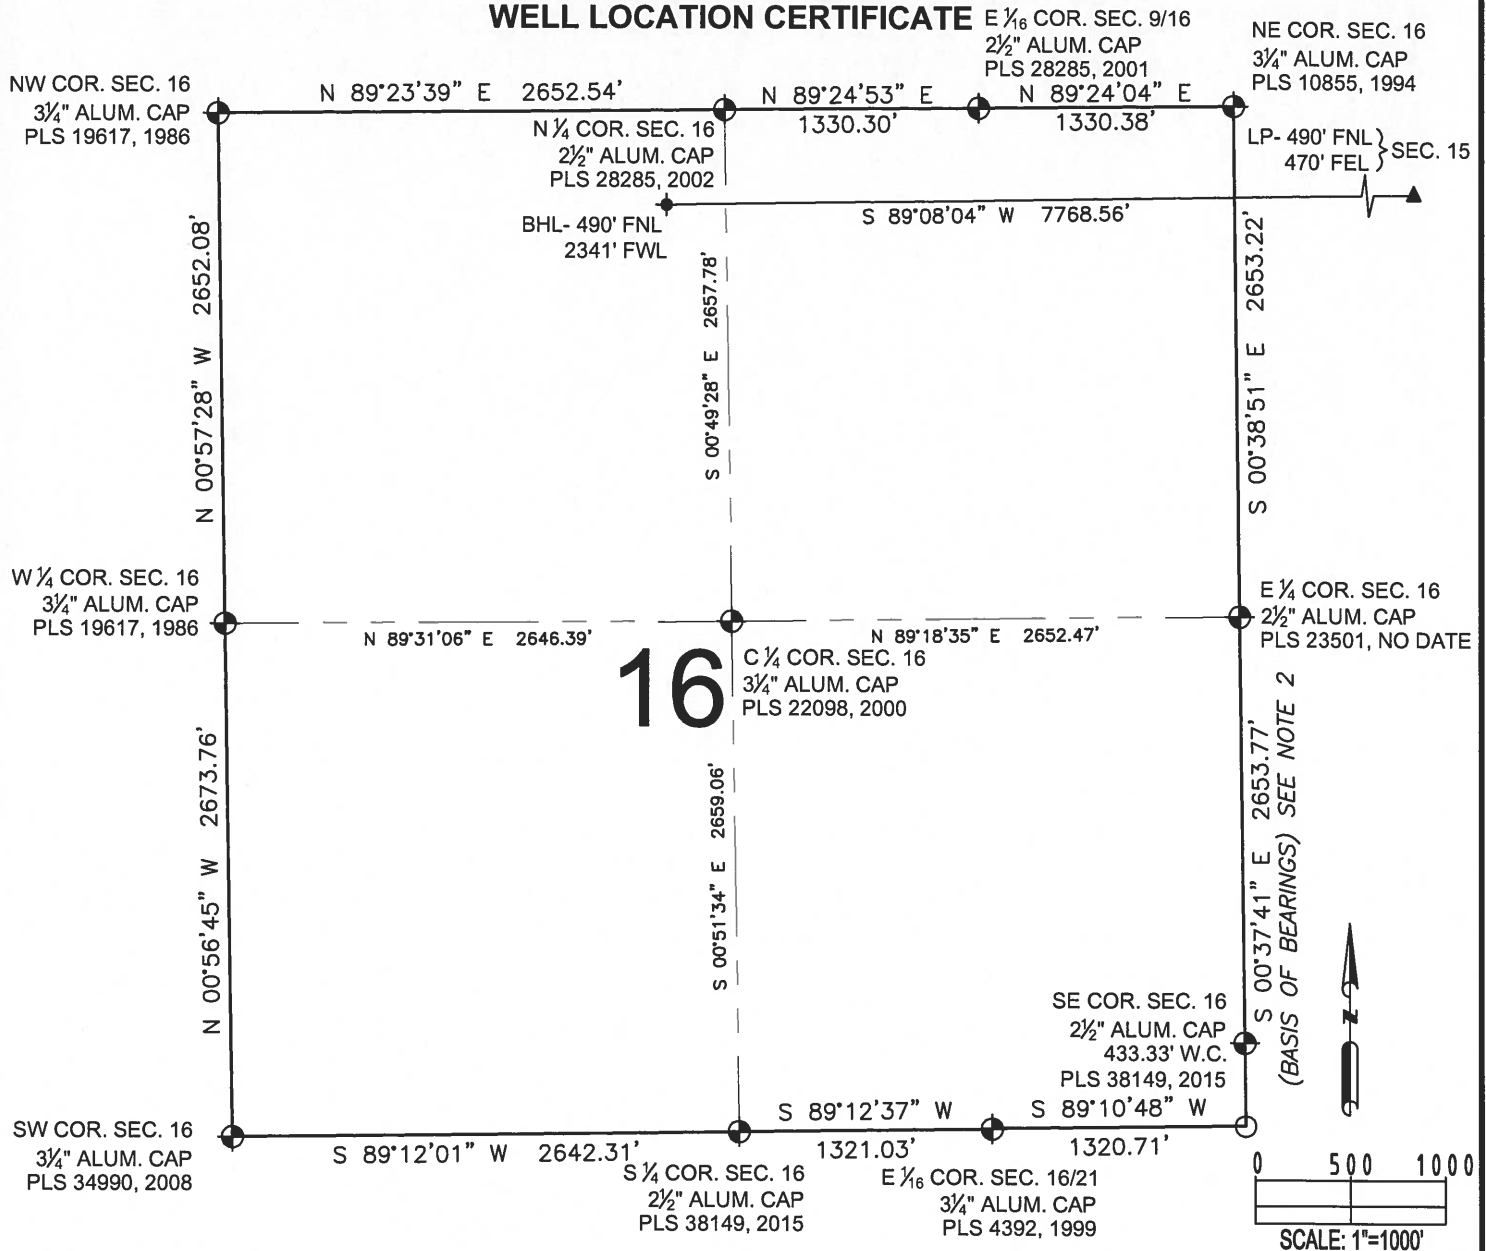 WELL LOCATION CERTIFICATE
E 1/16 COR. SEC. 9/16
2½" ALUM. CAP
PLS 28285, 2001
NE COR. SEC. 16
3¼" ALUM. CAP
PLS 10855, 1994
NW COR. SEC. 16
3¼" ALUM. CAP
PLS 19617, 1986
N 89°23'39" E 2652.54'
N 89°24'53" E
1330.30'
N 89°24'04" E
1330.38'
N ¼ COR. SEC. 16
2½" ALUM. CAP
PLS 28285, 2002
LP- 490' FNL
470' FEL
SEC. 15
BHL- 490' FNL
2341' FWL
S 89°08'04" W 7768.56'
N 00°57'28" W 2652.08'
S 00°49'28" E 2657.78'
S 00°38'51" E 2653.22'
W ¼ COR. SEC. 16
3¼" ALUM. CAP
PLS 19617, 1986
N 89°31'06" E 2646.39'
N 89°18'35" E 2652.47'
E ¼ COR. SEC. 16
2½" ALUM. CAP
PLS 23501, NO DATE
16
C ¼ COR. SEC. 16
3¼" ALUM. CAP
PLS 22098, 2000
N 00°56'45" W 2673.76'
S 00°51'34" E 2659.06'
S 00°37'41" E 2653.77'
(BASIS OF BEARINGS) SEE NOTE 2
SE COR. SEC. 16
2½" ALUM. CAP
433.33' W.C.
PLS 38149, 2015
N
SW COR. SEC. 16
3¼" ALUM. CAP
PLS 34990, 2008
S 89°12'01" W 2642.31'
S 89°12'37" W
1321.03'
S 89°10'48" W
1320.71'
S ¼ COR. SEC. 16
2½" ALUM. CAP
PLS 38149, 2015
E 1/16 COR. SEC. 16/21
3¼" ALUM. CAP
PLS 4392, 1999
0 500 1000
SCALE: 1"=1000'